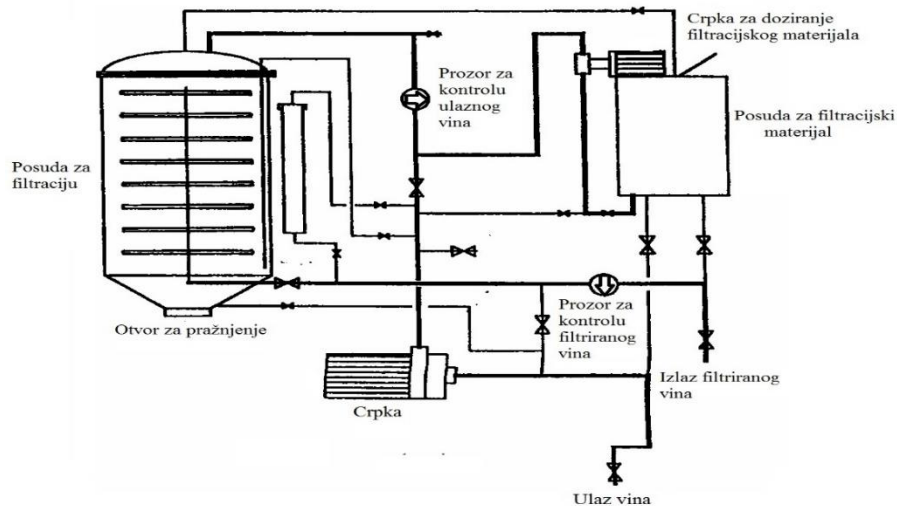 Crpka za doziranje
filtracijskog materijala
Prozor za
kontrolu
ulaznog
vina
Posuda za filtracijski
materijal
Posuda za
filtraciju
Prozor za
kontrolu
filtriranog
vina
Otvor za pražnjenje
Izlaz filtriranog
vina
Crpka
Ulaz vina